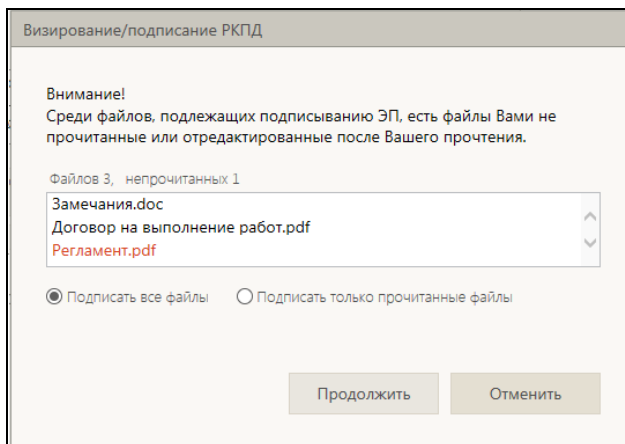 Визирование/подписание РКПД
Внимание!
Среди файлов, подлежащих подписыванию ЭП, есть файлы Вами не
прочитанные или отредактированные после Вашего прочтения.
Файлов 3, непрочитанных 1
Замечания.doc
Договор на выполнение работ.pdf
Регламент.pdf
Подписать все файлы Подписать только прочитанные файлы
Продолжить Отменить